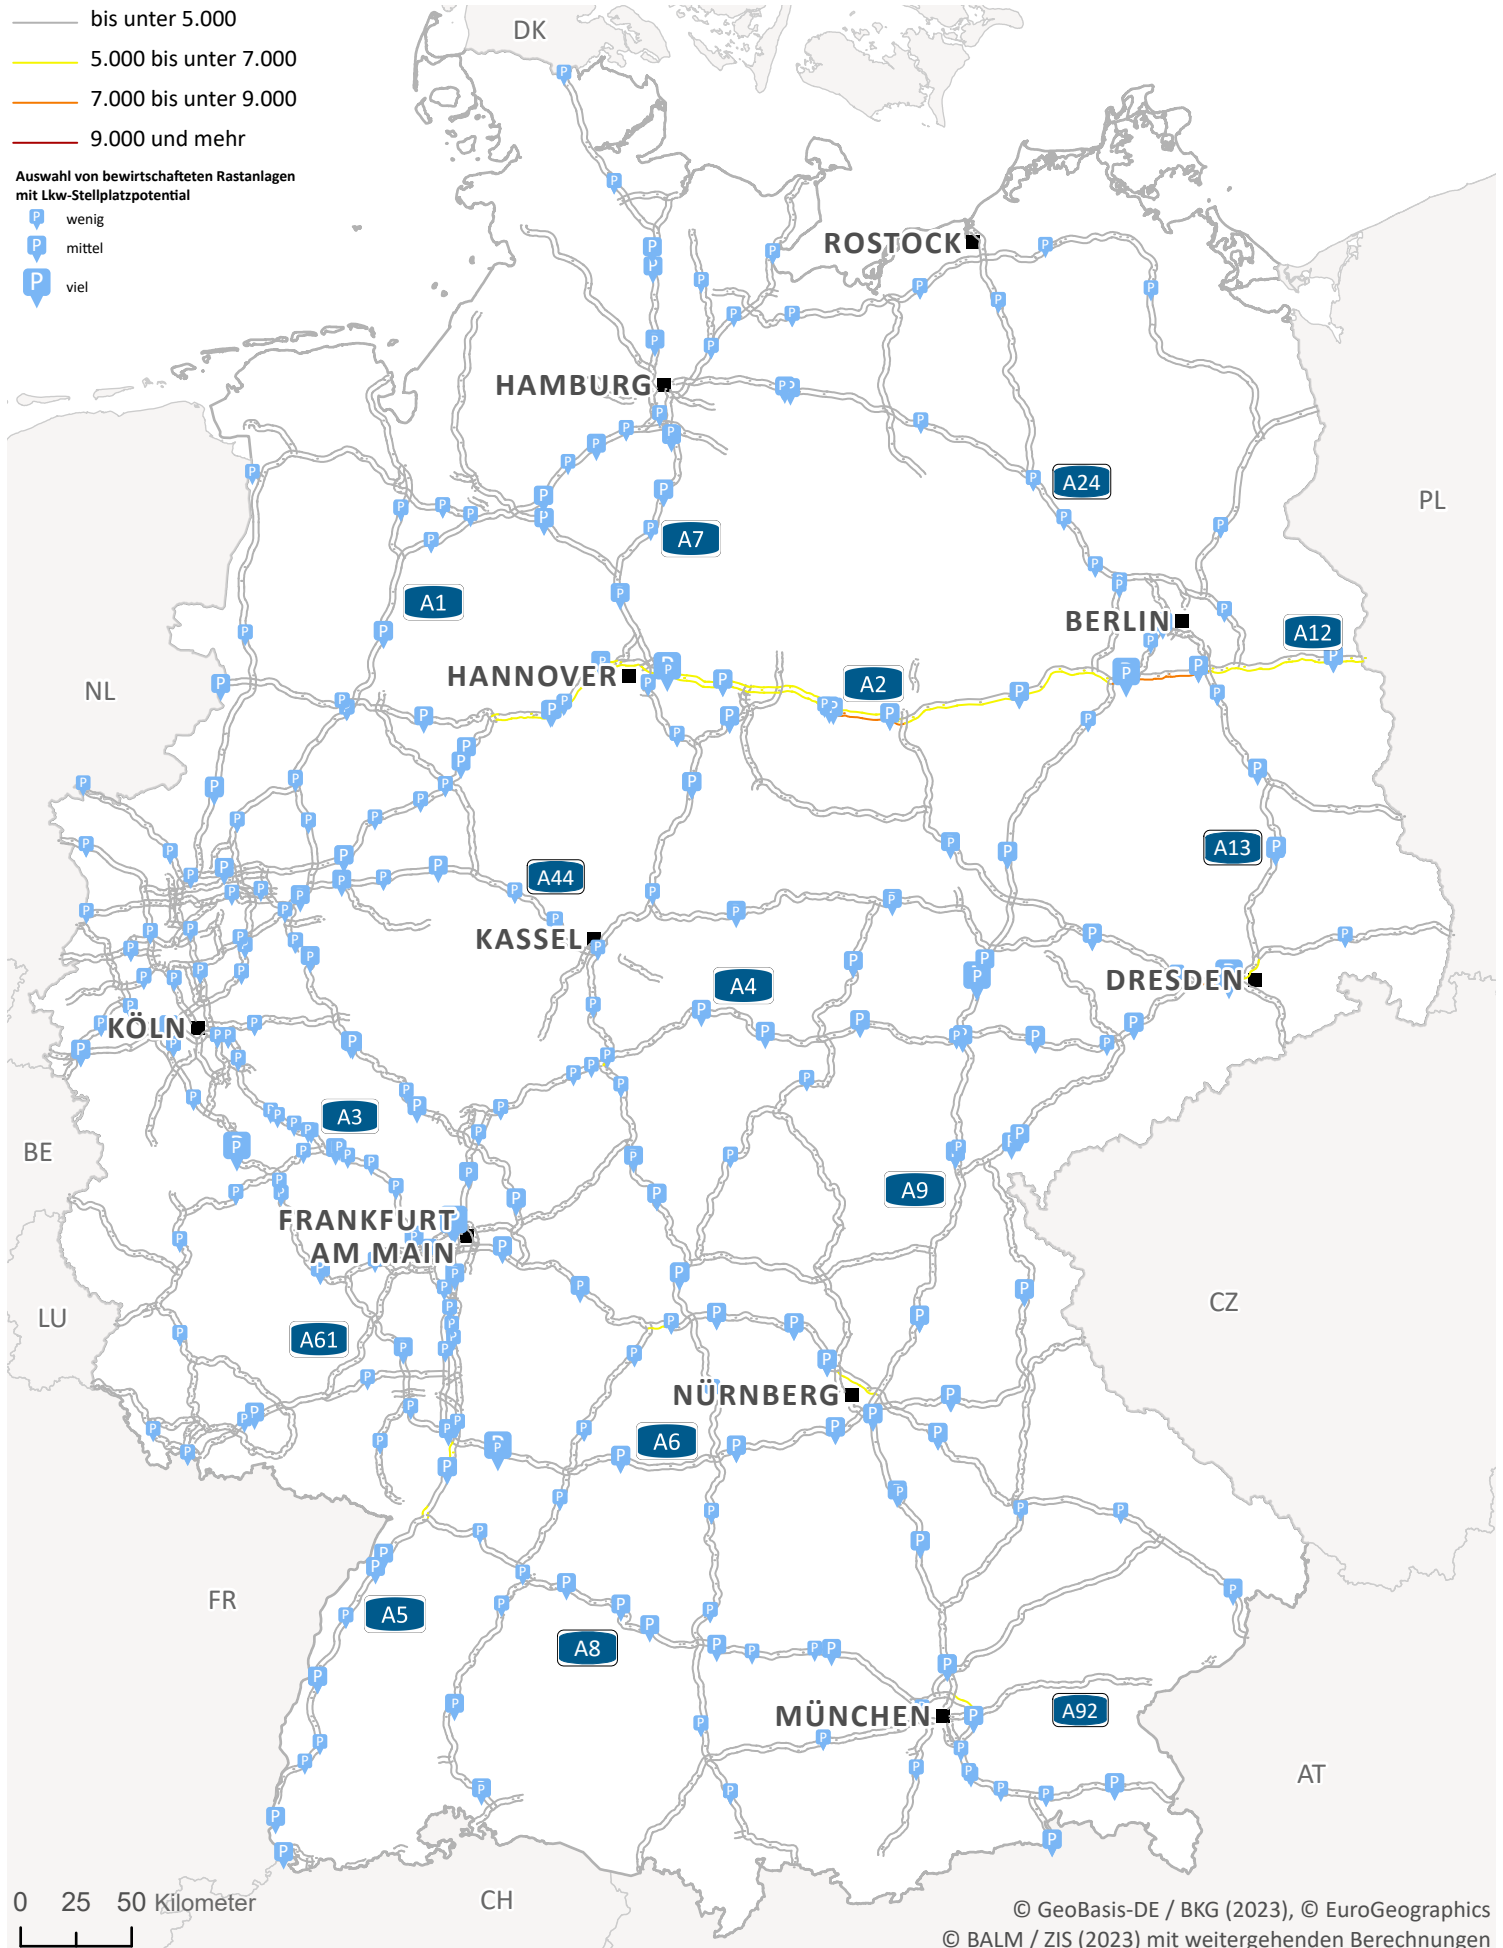 bis unter 5.000
5.000 bis unter 7.000
7.000 bis unter 9.000
9.000 und mehr
Auswahl von bewirtschafteten Rastanlagen
mit Lkw-Stellplatzpotential
P wenig
P mittel
P viel
DK
ROSTOCK
HAMBURG
A24
PL
A7
A1
BERLIN
A12
HANNOVER
A2
NL
A13
A44
KASSEL
DRESDEN
A4
KÖLN
A3
BE
A9
FRANKFURT
AM MAIN
CZ
LU
A61
NÜRNBERG
A6
FR
A5
A8
MÜNCHEN
A92
AT
0 25 50 Kilometer
CH
© GeoBasis-DE / BKG (2023), © EuroGeographics
© BALM / ZIS (2023) mit weitergehenden Berechnungen